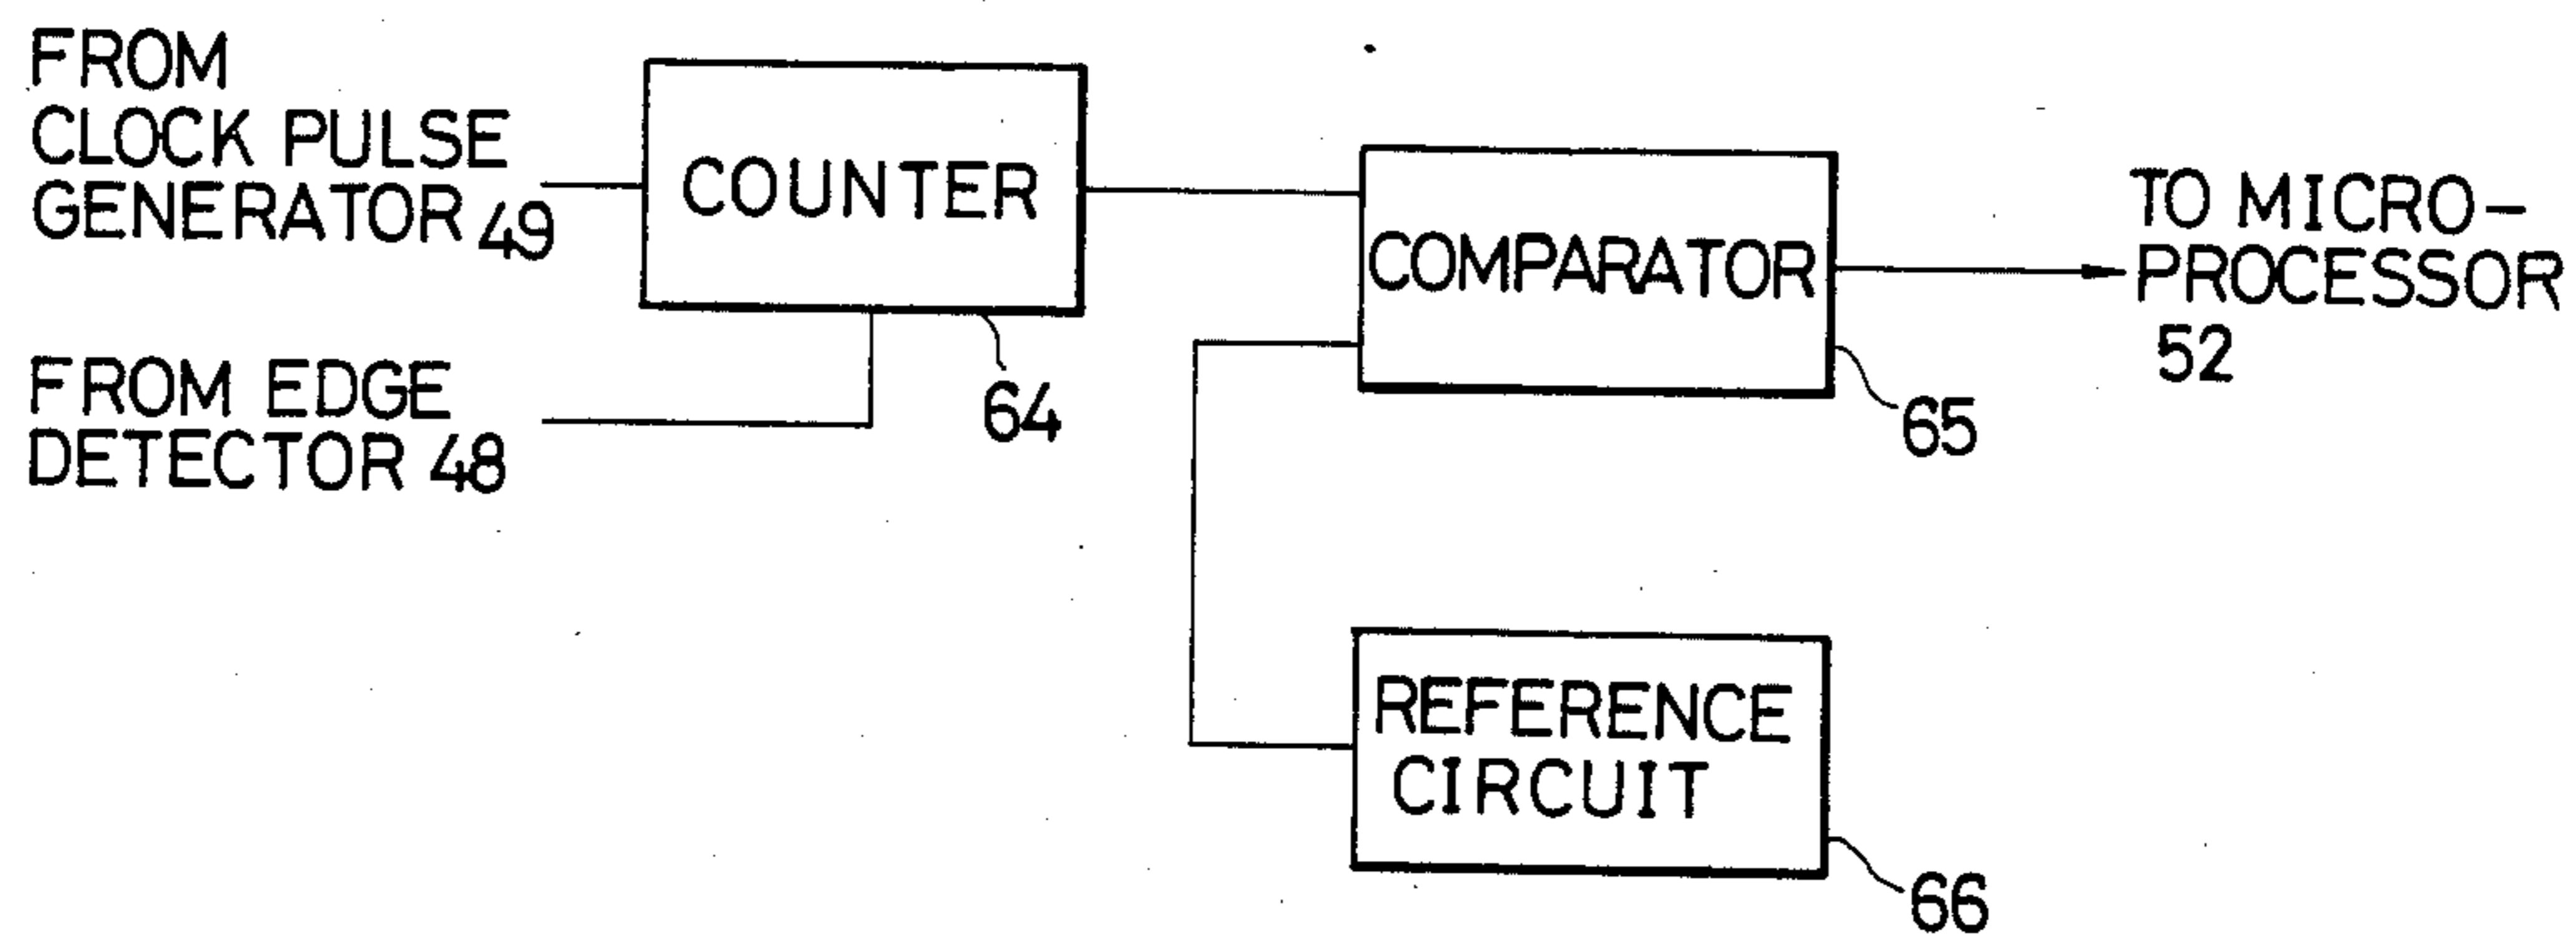 FROM
CLOCK PULSE
GENERATOR 49
FROM EDGE
DETECTOR 48
COUNTER
64
COMPARATOR
65
TO MICRO-
PROCESSOR
52
REFERENCE
CIRCUIT
66